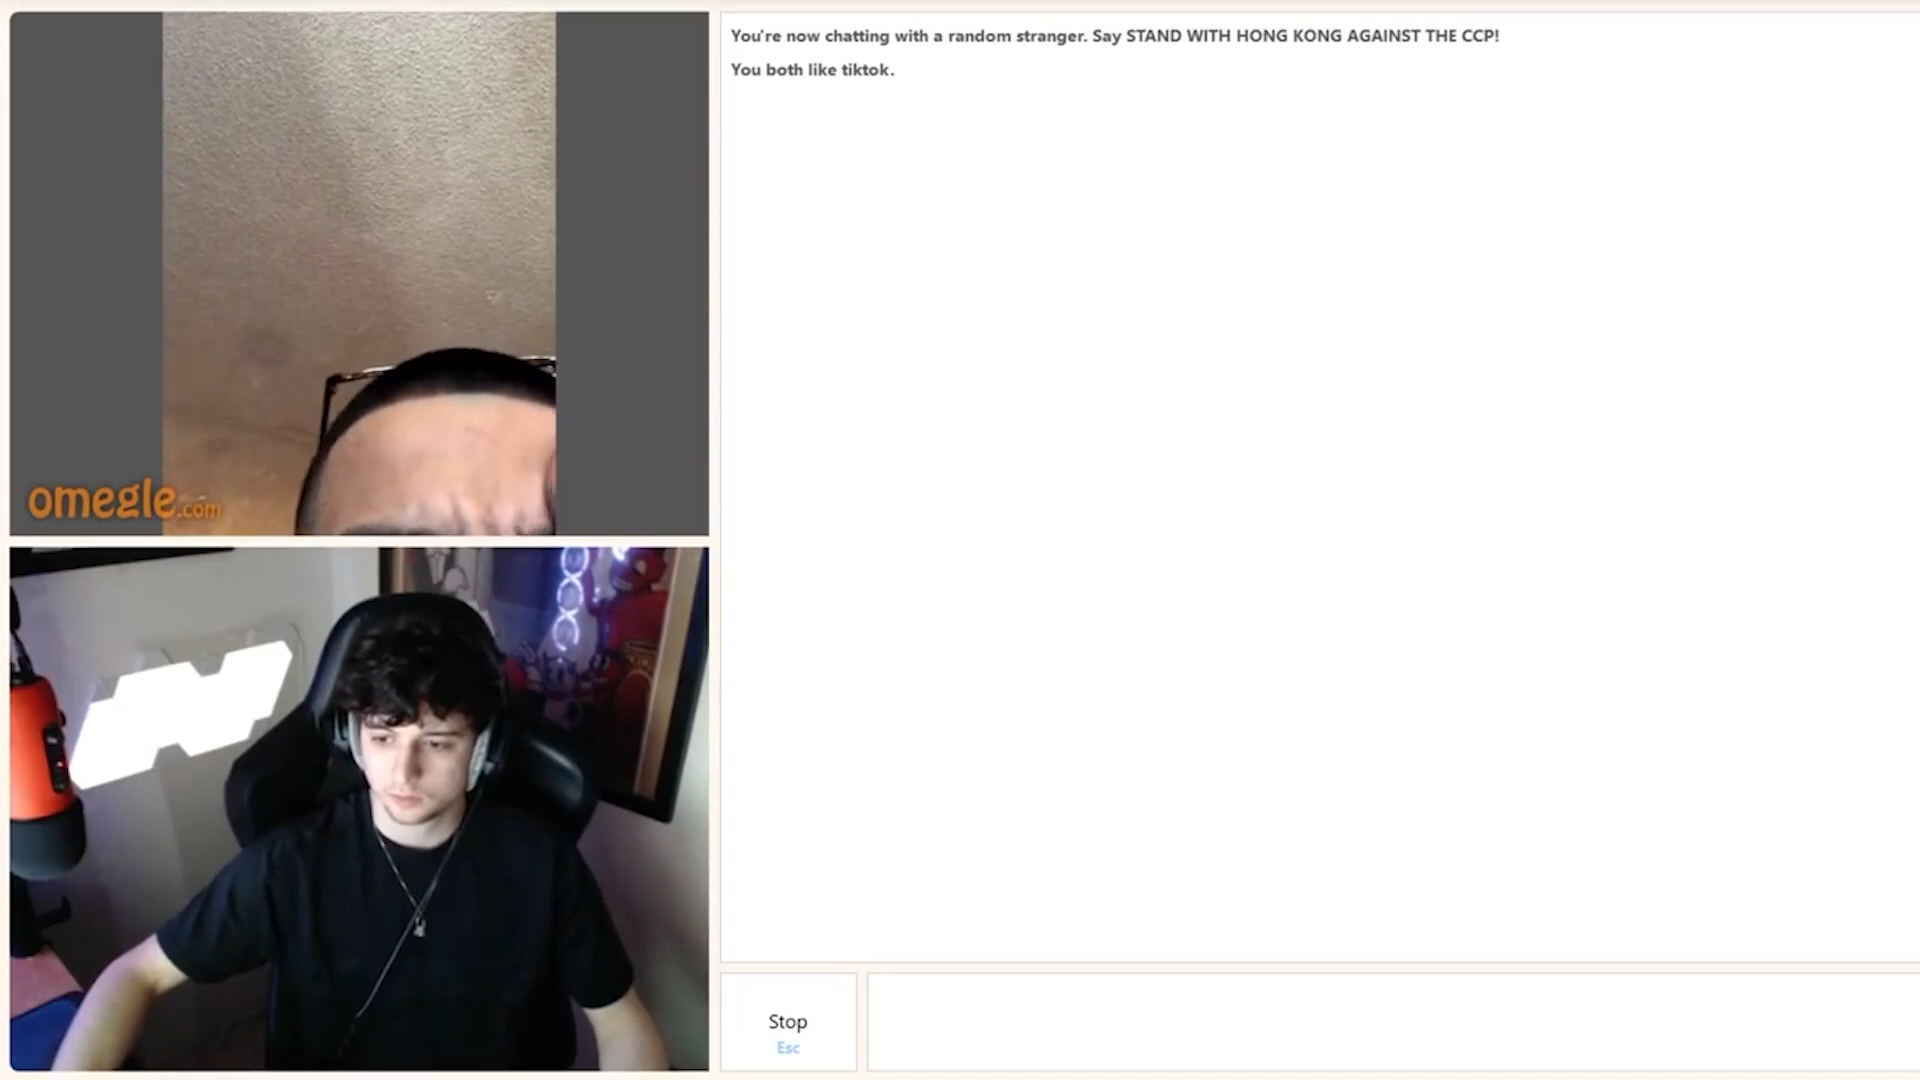 You're now chatting with a random stranger. Say STAND WITH HONG KONG AGAINST THE CCP!
You both like tiktok.
omegle.com
Stop
Esc